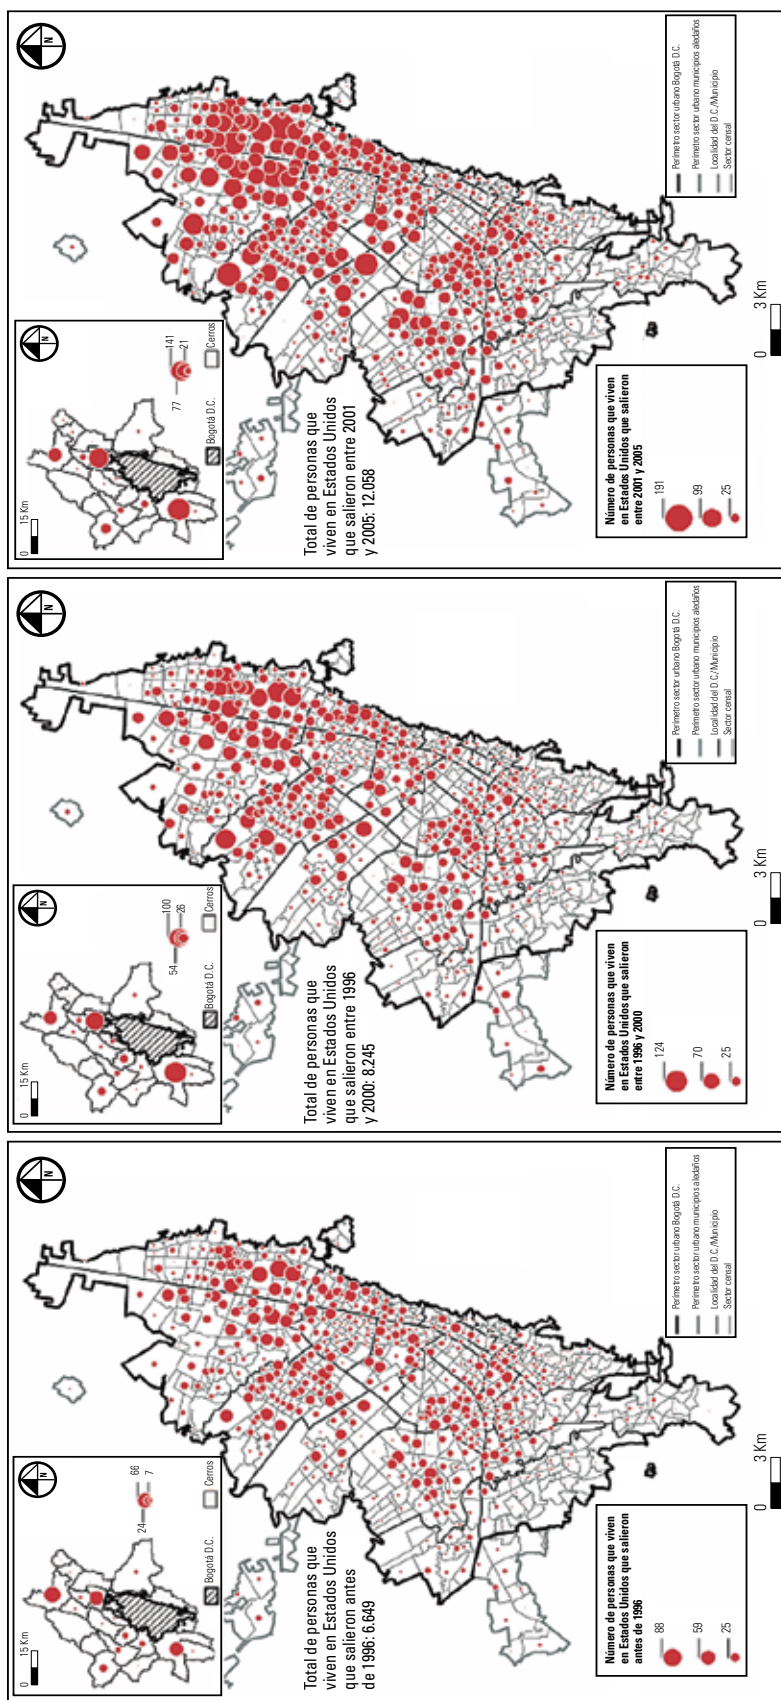 N
N
0 15 Km
141
21
77
Bogotá D.C.
Cerros
Total de personas que
viven en Estados Unidos
que salieron entre 2001
y 2005: 12.058
Número de personas que viven
en Estados Unidos que salieron
entre 2001 y 2005
191
99
25
Perímetro sector urbano Bogotá D.C.
Perímetro sector urbano municipios aledaños
Localidad del D.C./Municipio
Sector censal
0 3 Km
N
N
0 15 Km
100
26
54
Bogotá D.C.
Cerros
Total de personas que
viven en Estados Unidos
que salieron entre 1996
y 2000: 8.245
Número de personas que viven
en Estados Unidos que salieron
entre 1996 y 2000
124
70
25
Perímetro sector urbano Bogotá D.C.
Perímetro sector urbano municipios aledaños
Localidad del D.C./Municipio
Sector censal
0 3 Km
N
N
0 15 Km
66
7
24
Bogotá D.C.
Cerros
Total de personas que
viven en Estados Unidos
que salieron antes
de 1996: 6.649
Número de personas que viven
en Estados Unidos que salieron
antes de 1996
88
59
25
Perímetro sector urbano Bogotá D.C.
Perímetro sector urbano municipios aledaños
Localidad del D.C./Municipio
Sector censal
0 3 Km